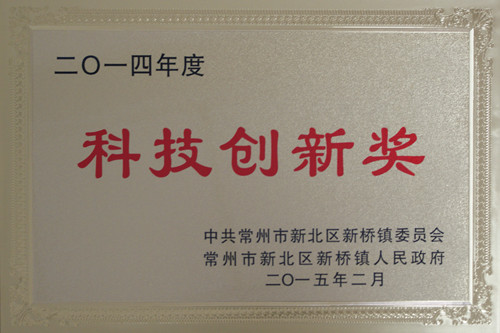 二〇一四年度
科技创新奖
中共常州市新北区新桥镇委员会
常州市新北区新桥镇人民政府
二〇一五年二月